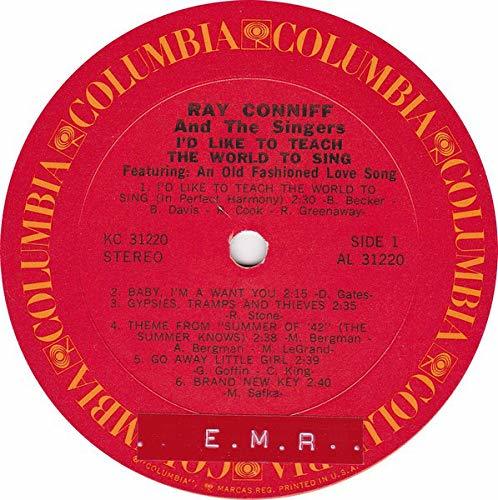 COLUMBIA COLUMBIA COLUMBIA COLUMBIA COLUMBIA COLUMBIA
RAY CONNIFF
And The Singers
I'D LIKE TO TEACH
THE WORLD TO SING
Featuring: An Old Fashioned Love Song
1. I'D LIKE TO TEACH THE WORLD TO
SING (In Perfect Harmony) 2:30 -B. Becker-
B. Davis - R. Cook - R. Greenaway-
KC 31220
STEREO
SIDE 1
AL 31220
2. BABY, I'M A WANT YOU 2:15 -D. Gates-
3. GYPSIES, TRAMPS AND THIEVES 2:35
- R. Stone-
4. THEME FROM "SUMMER OF '42" (THE
SUMMER KNOWS) 2:38 -M. Bergman -
A. Bergman - M. LeGrand-
5. GO AWAY LITTLE GIRL 2:39
-G. Goffin - C. King-
6. BRAND NEW KEY 2:40
-M. Safka-
. E.M.R. .
"COLUMBIA", MARCAS REG. PRINTED IN U.S.A.